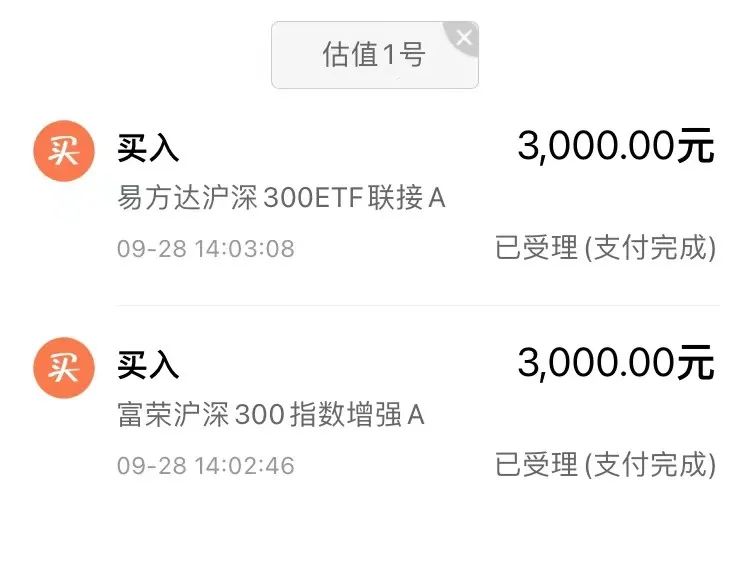 估值1号
买 买入 3,000.00元
易方达沪深300ETF联接A
09-28 14:03:08 已受理(支付完成)
买 买入 3,000.00元
富荣沪深300指数增强A
09-28 14:02:46 已受理(支付完成)